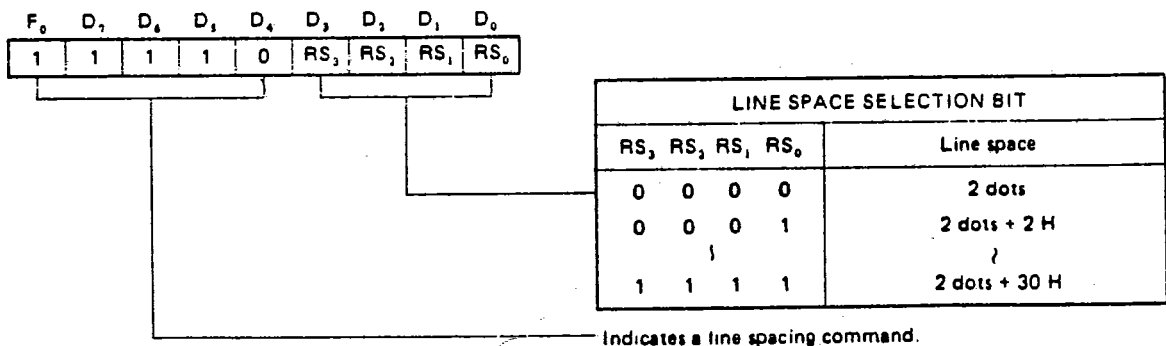 F₀ D₇ D₆ D₅ D₄ D₃ D₂ D₁ D₀
1 1 1 1 0 RS₃ RS₂ RS₁ RS₀
LINE SPACE SELECTION BIT
RS₃ RS₂ RS₁ RS₀ Line space
0 0 0 0 2 dots
0 0 0 1 2 dots + 2 H
≀ ≀
1 1 1 1 2 dots + 30 H
Indicates a line spacing command.